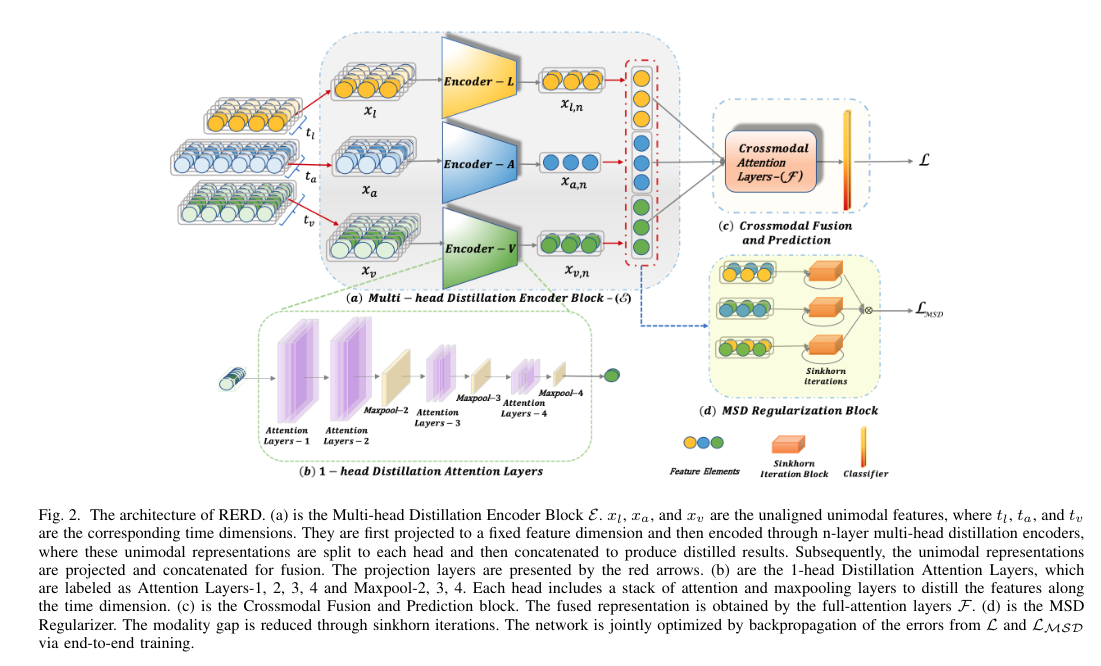 t_l
t_a
t_v
x_l
x_a
x_v
Encoder – L
Encoder – A
Encoder – V
x_{l,n}
x_{a,n}
x_{v,n}
(a) Multi – head Distillation Encoder Block – (ℰ)
Crossmodal
Attention
Layers–(ℱ)
ℒ
(c) Crossmodal Fusion
and Prediction
Attention
Layers – 1
Attention
Layers – 2
Maxpool–2
Attention
Layers – 3
Maxpool–3
Attention
Layers – 4
Maxpool–4
(b) 1 – head Distillation Attention Layers
⊗
ℒ_{MSD}
Sinkhorn
iterations
(d) MSD Regularization Block
Feature Elements
Sinkhorn
Iteration Block
Classifier
Fig. 2. The architecture of RERD. (a) is the Multi-head Distillation Encoder Block ℰ. x_l, x_a, and x_v are the unaligned unimodal features, where t_l, t_a, and t_v
are the corresponding time dimensions. They are first projected to a fixed feature dimension and then encoded through n-layer multi-head distillation encoders,
where these unimodal representations are split to each head and then concatenated to produce distilled results. Subsequently, the unimodal representations
are projected and concatenated for fusion. The projection layers are presented by the red arrows. (b) are the 1-head Distillation Attention Layers, which
are labeled as Attention Layers-1, 2, 3, 4 and Maxpool-2, 3, 4. Each head includes a stack of attention and maxpooling layers to distill the features along
the time dimension. (c) is the Crossmodal Fusion and Prediction block. The fused representation is obtained by the full-attention layers ℱ. (d) is the MSD
Regularizer. The modality gap is reduced through sinkhorn iterations. The network is jointly optimized by backpropagation of the errors from ℒ and ℒ_{MSD}
via end-to-end training.